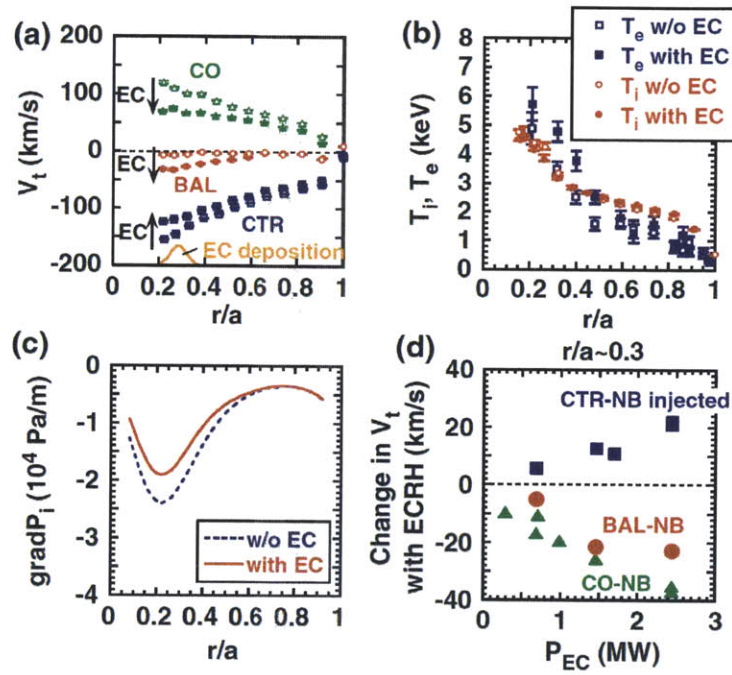 (a)
200
100
0
-100
-200
V_t (km/s)
CO
EC
EC
BAL
EC
CTR
EC deposition
0 0.2 0.4 0.6 0.8 1
r/a
(b)
T_e w/o EC
T_e with EC
T_i w/o EC
T_i with EC
8
7
6
5
4
3
2
1
0
T_i, T_e (keV)
0 0.2 0.4 0.6 0.8 1
r/a
(c)
0
-1
-2
-3
-4
gradP_i (10^4 Pa/m)
w/o EC
with EC
0 0.2 0.4 0.6 0.8 1
r/a
(d)
r/a~0.3
40
20
0
-20
-40
Change in V_t
with ECRH (km/s)
CTR-NB injected
BAL-NB
CO-NB
0 1 2 3
P_EC (MW)